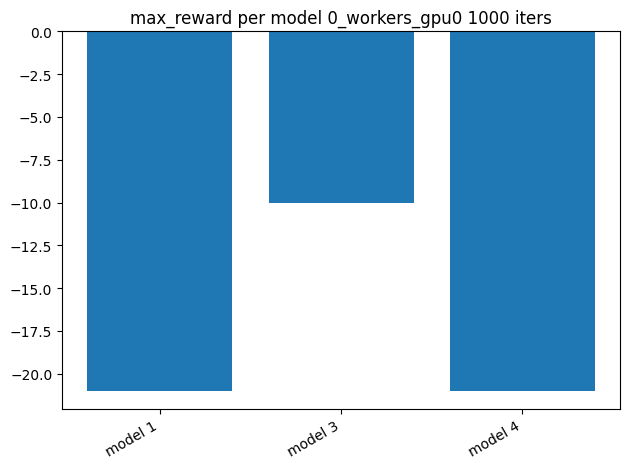 max_reward per model 0_workers_gpu0 1000 iters
0.0
−2.5
−5.0
−7.5
−10.0
−12.5
−15.0
−17.5
−20.0
model 1
model 3
model 4